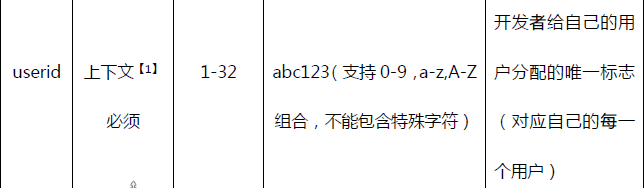 userid
上下文【1】
必须
1-32
abc123(支持0-9,a-z,A-Z
组合,不能包含特殊字符)
开发者给自己的用
户分配的唯一标志
(对应自己的每一
个用户)